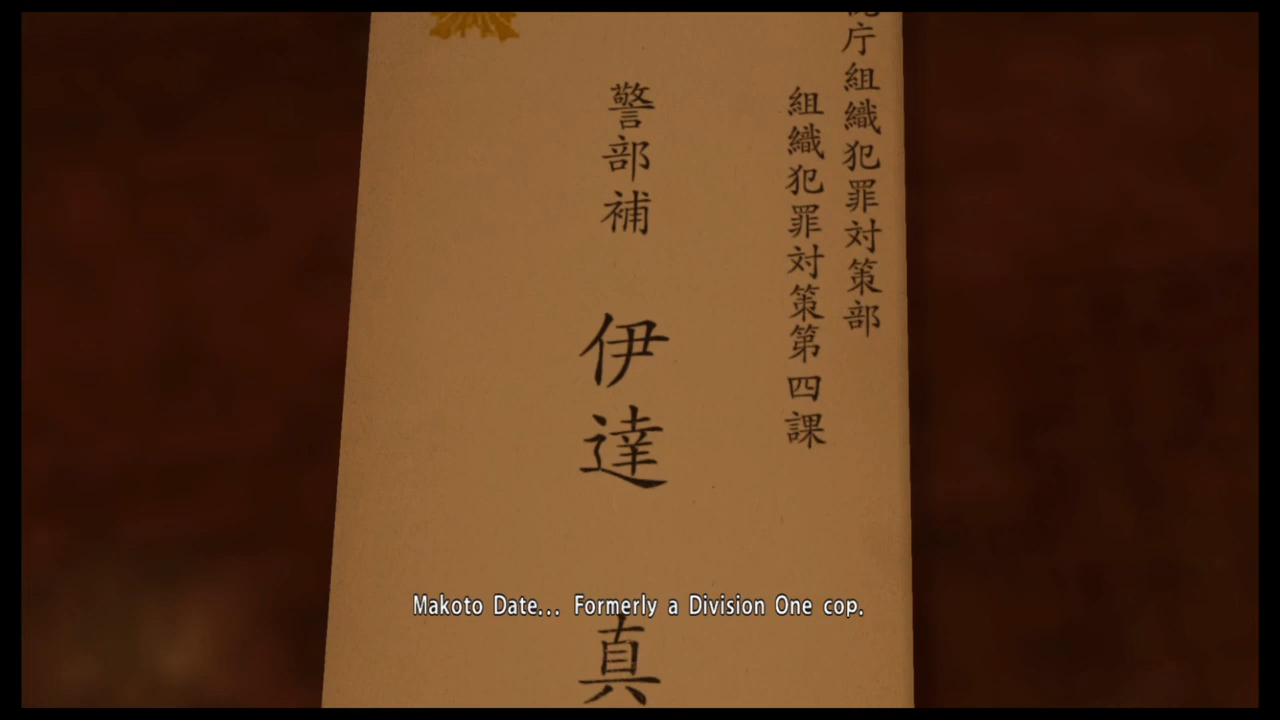 庁組織犯罪対策部
組織犯罪対策第四課
警部補
伊達
真
Makoto Date... Formerly a Division One cop.